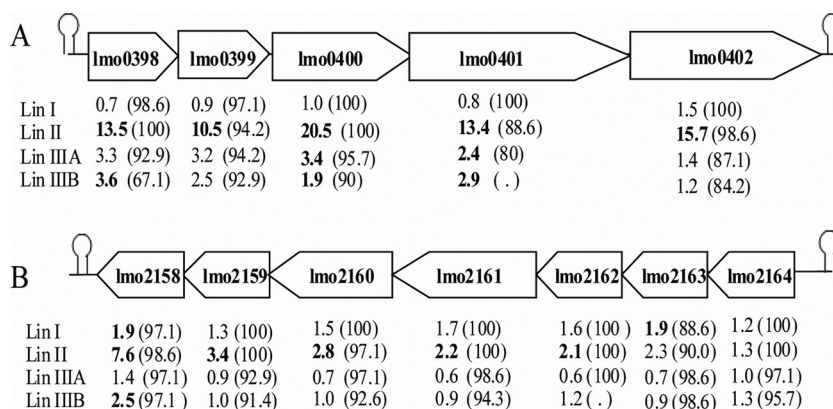 A
lmo0398 lmo0399 lmo0400 lmo0401 lmo0402
Lin I 0.7 (98.6) 0.9 (97.1) 1.0 (100) 0.8 (100) 1.5 (100)
Lin II 13.5 (100) 10.5 (94.2) 20.5 (100) 13.4 (88.6) 15.7 (98.6)
Lin IIIA 3.3 (92.9) 3.2 (94.2) 3.4 (95.7) 2.4 (80) 1.4 (87.1)
Lin IIIB 3.6 (67.1) 2.5 (92.9) 1.9 (90) 2.9 (.) 1.2 (84.2)
B
lmo2158 lmo2159 lmo2160 lmo2161 lmo2162 lmo2163 lmo2164
Lin I 1.9 (97.1) 1.3 (100) 1.5 (100) 1.7 (100) 1.6 (100 ) 1.9 (88.6) 1.2 (100)
Lin II 7.6 (98.6) 3.4 (100) 2.8 (97.1) 2.2 (100) 2.1 (100) 2.3 (90.0) 1.3 (100)
Lin IIIA 1.4 (97.1) 0.9 (92.9) 0.7 (97.1) 0.6 (98.6) 0.6 (100) 0.7 (98.6) 1.0 (97.1)
Lin IIIB 2.5 (97.1 ) 1.0 (91.4) 1.0 (92.6) 0.9 (94.3) 1.2 ( . ) 0.9 (98.6) 1.3 (95.7)